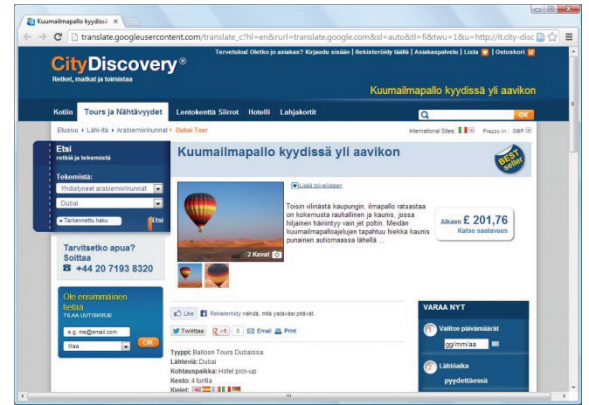 Kuumailmapallo kyydissä
translate.googleusercontent.com/translate_c?hl=en&rurl=translate.google.com&sl=auto&tl=fi&twu=1&u=http://it.city-disc
Tervetuloa! Oletko jo asiakas? Kirjaudu sisään | Rekisteröidy täällä | Asiakaspalvelu | Lista | Ostoskori
CityDiscovery®
Retket, matkat ja toimintaa
Kuumailmapallo kyydissä yli aavikon
Kotiin Tours ja Nähtävyydet Lentokenttä Siirrot Hotelli Lahjakortit
OK
Etusivu Lähi-itä Arabiemiirikunnat Dubai Tour
International Sites: Prezzo in : GBP
Etsi
retkiä ja tekemistä
Tekemistä:
Yhdistyneet arabiemiirikunnat
Dubai
Tarkennettu haku
Etsi
Kuumailmapallo kyydissä yli aavikon
BEST seller
Lisää toivelistaan
Toisin vilinästä kaupungin, ilmapallo ratsastaa
on kokemusta rauhallinen ja kaunis, jossa
hiljainen häiriintyy vain jet poltin. Meidän
kuumailmapalloajelujen tapahtuu hiekka kaunis
punainen autiomaassa lähellä ...
2 Kuvat
Alkaen £ 201,76
Katso saatavuus
Tarvitsetko apua?
Soittaa
+44 20 7193 8320
Ole ensimmäinen
tietää
TILAA UUTISKIRJE
e.g. me@email.com
Maa
OK
Like Rekisteröidy nähdä, mitä ystäväsi pitävät.
Twiittaa +1 0 Email Print
Tyyppi: Balloon Tours Dubaissa
Lähteviä: Dubai
Kohtauspaikka: Hotel pick-up
Kesto: 4 tuntia
Kielet:
VARAA NYT
1 Valitse päivämäärät
gg/mm/aa
2 Lähtöaika
pyydettäessä